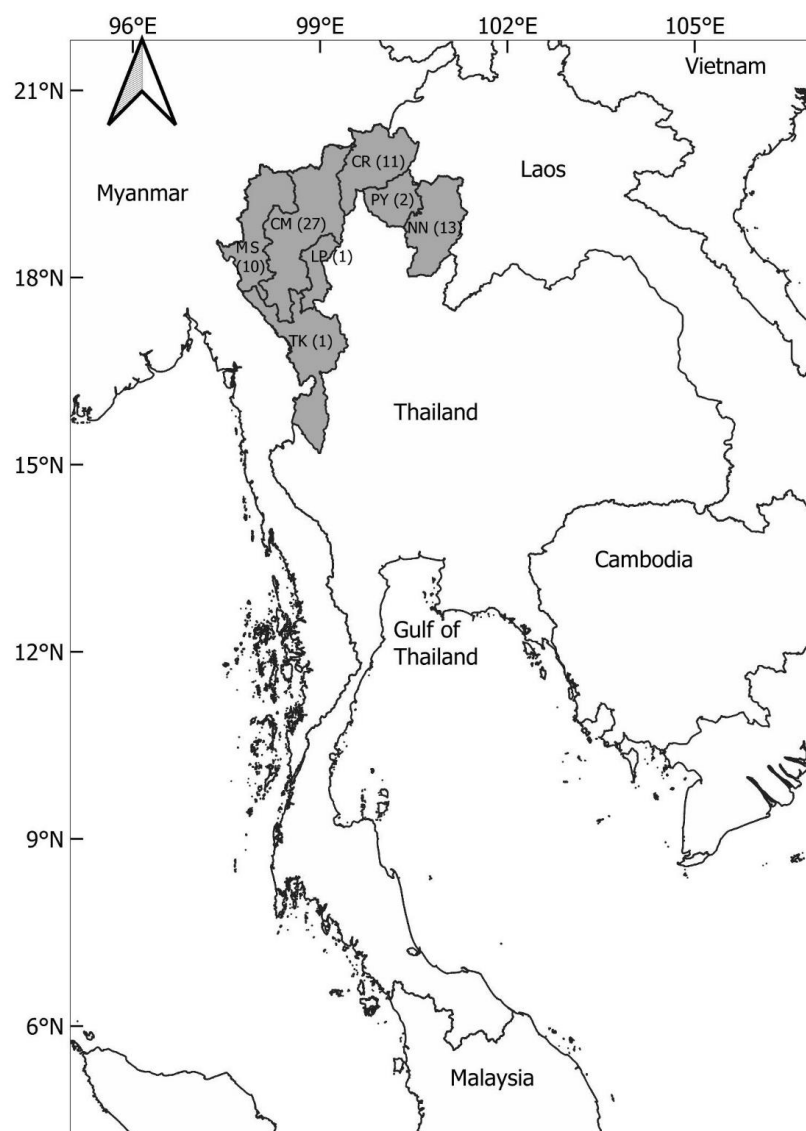 96°E
99°E
102°E
105°E
Vietnam
21°N
CR (11)
Laos
Myanmar
PY (2)
CM (27)
NN (13)
MS
(10)
LP (1)
18°N
TK (1)
Thailand
15°N
Cambodia
Gulf of
Thailand
12°N
9°N
6°N
Malaysia